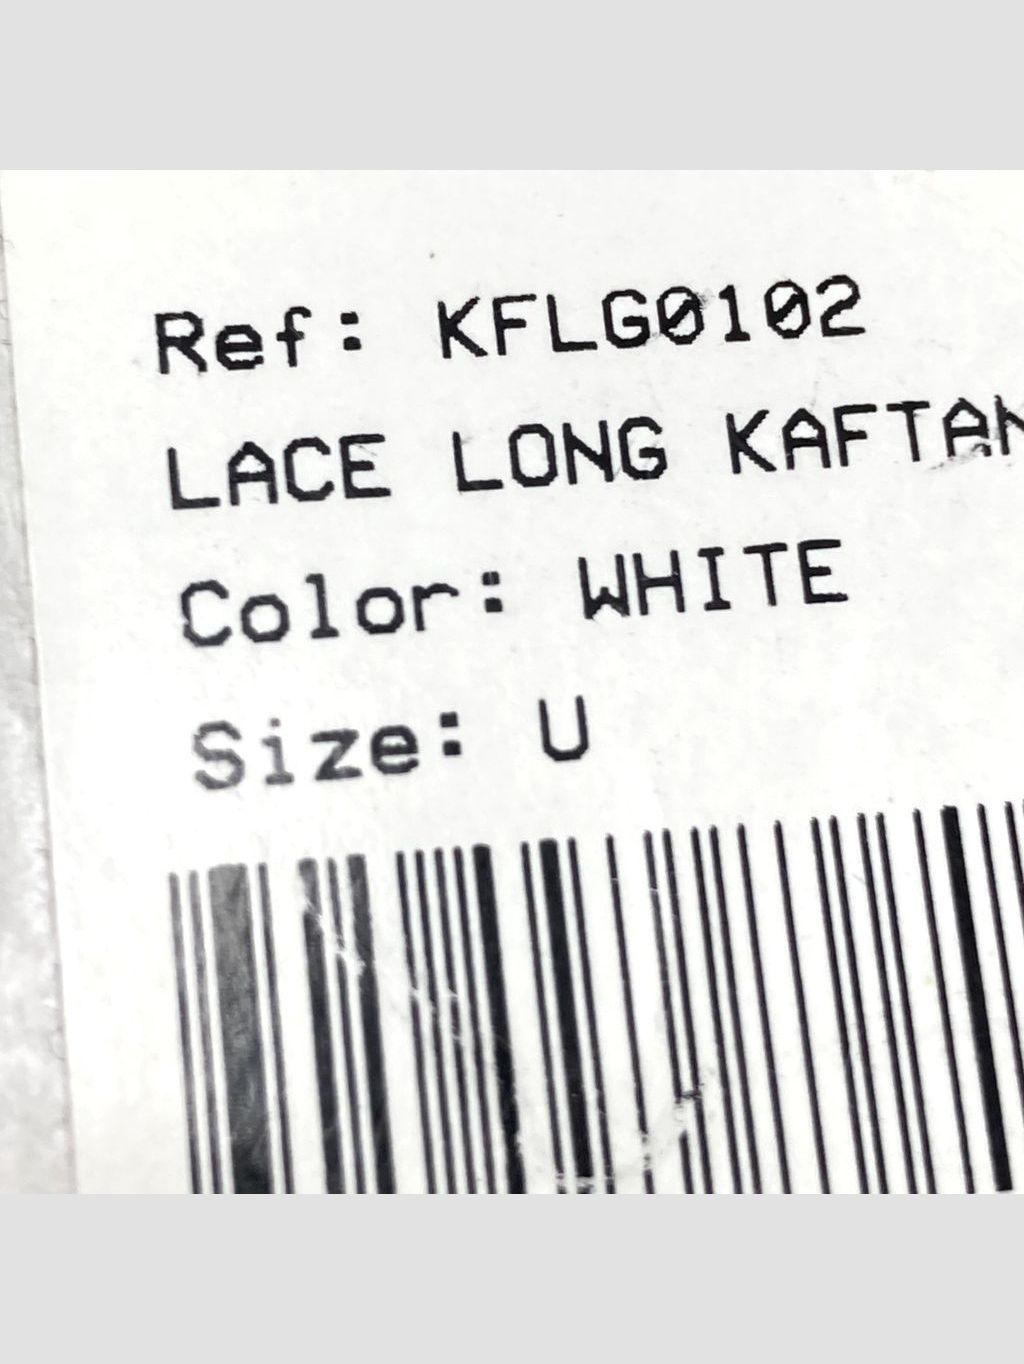 Ref: KFLG0102
LACE LONG KAFTAN
Color: WHITE
Size: U